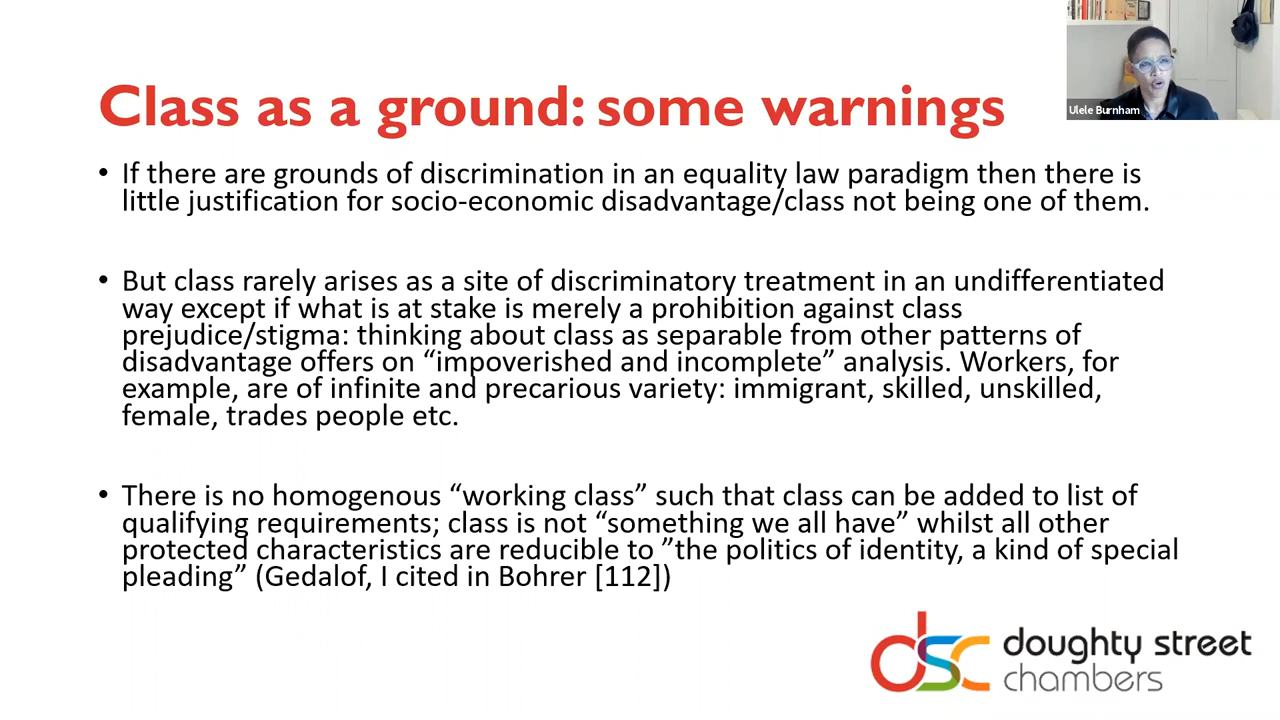 Class as a ground: some warnings
Ulele Burnham
• If there are grounds of discrimination in an equality law paradigm then there is
little justification for socio-economic disadvantage/class not being one of them.
• But class rarely arises as a site of discriminatory treatment in an undifferentiated
way except if what is at stake is merely a prohibition against class
prejudice/stigma: thinking about class as separable from other patterns of
disadvantage offers on “impoverished and incomplete” analysis. Workers, for
example, are of infinite and precarious variety: immigrant, skilled, unskilled,
female, trades people etc.
• There is no homogenous “working class” such that class can be added to list of
qualifying requirements; class is not “something we all have” whilst all other
protected characteristics are reducible to ”the politics of identity, a kind of special
pleading” (Gedalof, I cited in Bohrer [112])
dsc doughty street
chambers